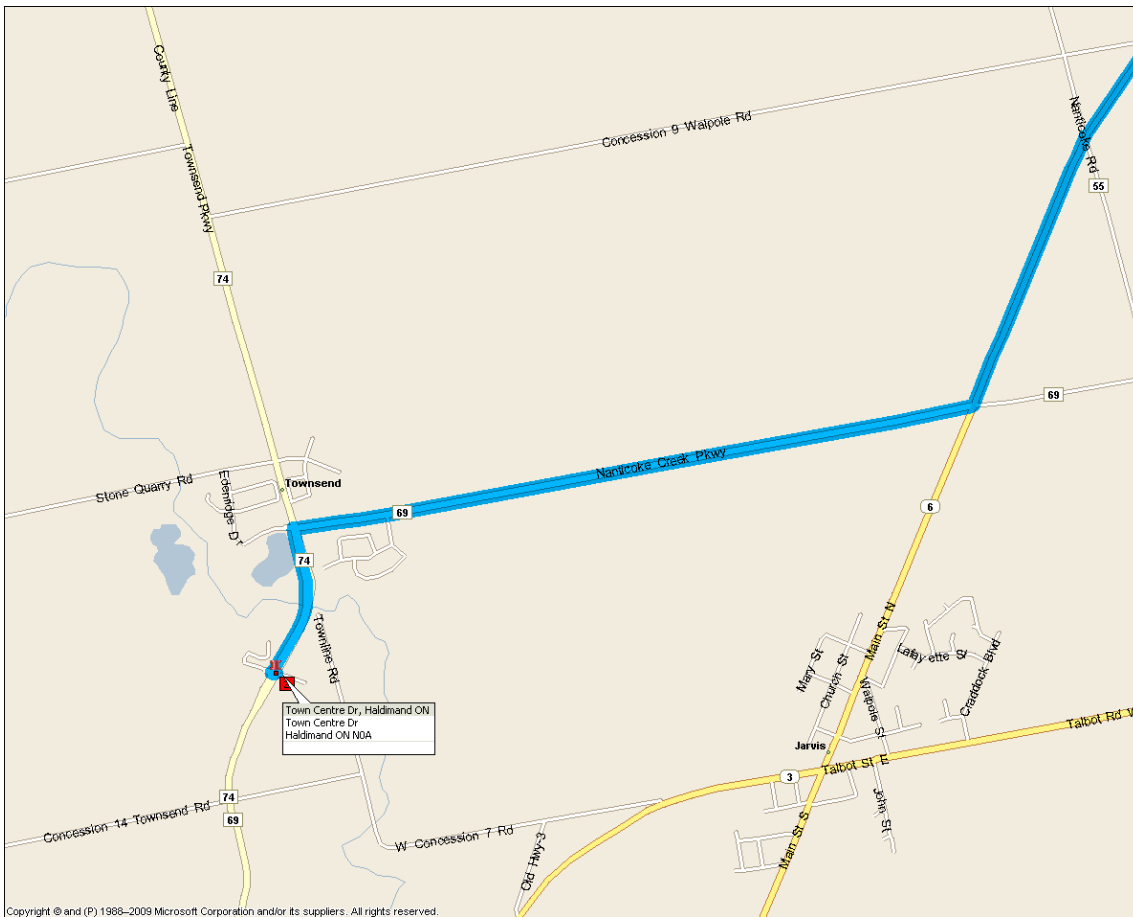 County Line
Townsend Pkwy
Concession 9 Walpole Rd
Nanticoke Rd
55
74
69
Stone Quarry Rd
Edenridge Dr
Townsend
Nanticoke Creek Pkwy
69
6
74
Townline Rd
Main St N
Mary St
Church St
Lafayette St
Walpole St
Craddock Blvd
Town Centre Dr, Haldimand ON
Town Centre Dr
Haldimand ON N0A
Talbot Rd W
Jarvis
Talbot St E
3
74
69
Concession 14 Townsend Rd
W Concession 7 Rd
Old Hwy-3
John St
Main St S
Copyright © and (P) 1988–2009 Microsoft Corporation and/or its suppliers. All rights reserved.